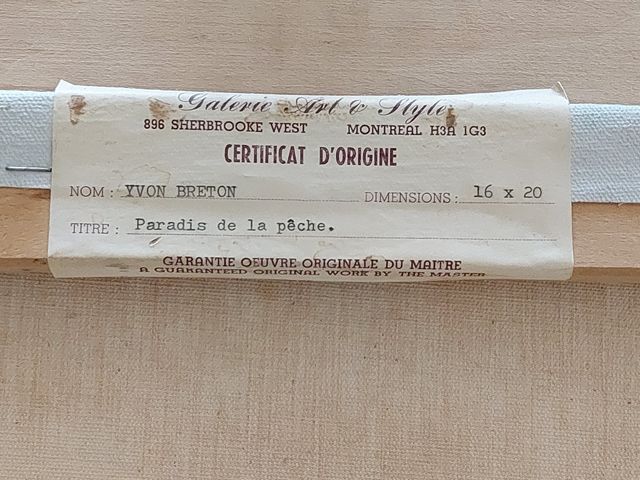 Galerie Art & Style
896 SHERBROOKE WEST MONTREAL H3A 1G3
CERTIFICAT D'ORIGINE
NOM : YVON BRETON DIMENSIONS : 16 x 20
TITRE : Paradis de la pêche.
GARANTIE OEUVRE ORIGINALE DU MAITRE
A GUARANTEED ORIGINAL WORK BY THE MASTER